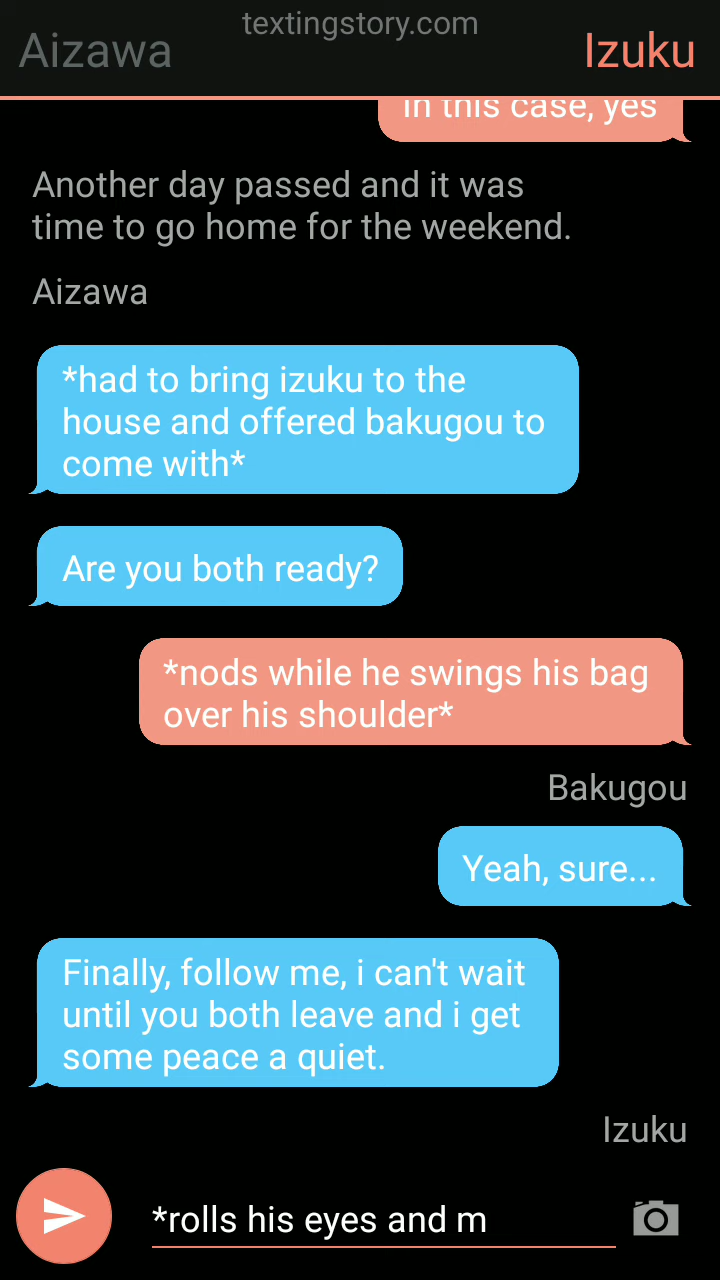 textingstory.com
Aizawa
Izuku
in this case, yes
Another day passed and it was
time to go home for the weekend.
Aizawa
*had to bring izuku to the
house and offered bakugou to
come with*
Are you both ready?
*nods while he swings his bag
over his shoulder*
Bakugou
Yeah, sure...
Finally, follow me, i can't wait
until you both leave and i get
some peace a quiet.
Izuku
*rolls his eyes and m